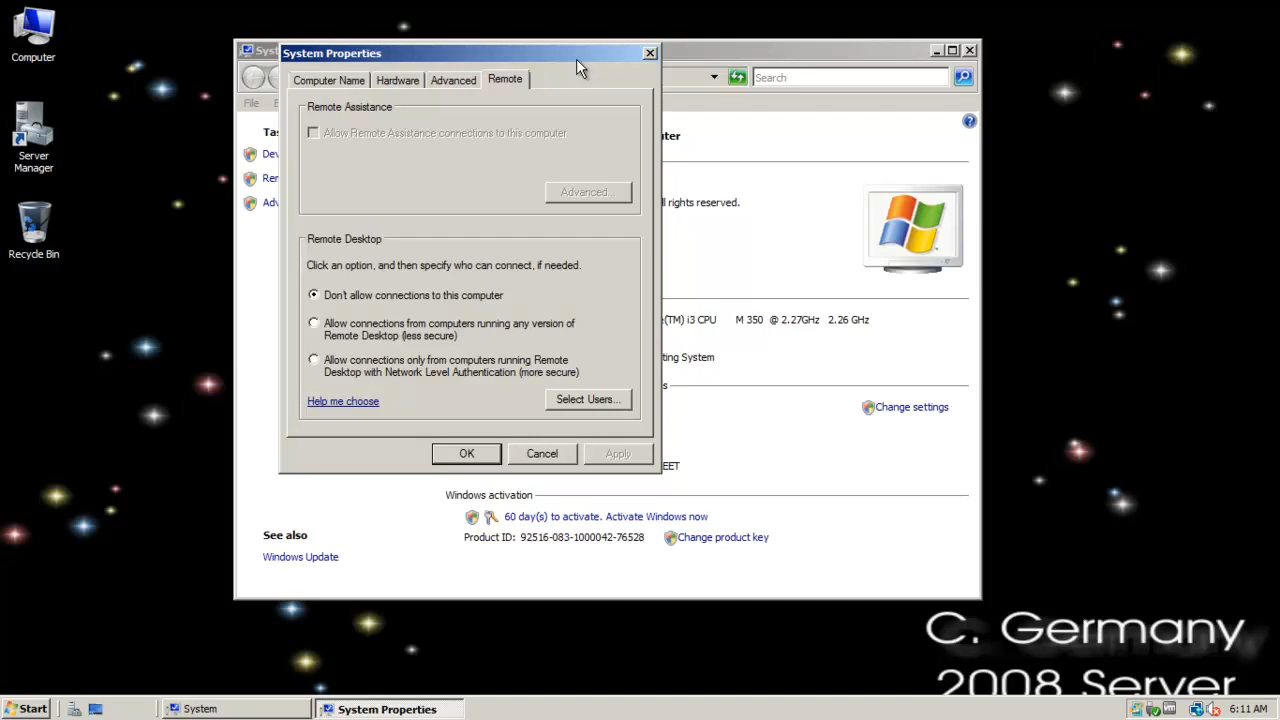 Computer
Server
Manager
Recycle Bin
Syst
Search
File
System Properties
Computer Name
Hardware
Advanced
Remote
Remote Assistance
Allow Remote Assistance connections to this computer
Advanced...
Remote Desktop
Click an option, and then specify who can connect, if needed.
Don't allow connections to this computer
Allow connections from computers running any version of
Remote Desktop (less secure)
Allow connections only from computers running Remote
Desktop with Network Level Authentication (more secure)
Help me choose
Select Users...
OK
Cancel
Apply
Tas
Dev
Rem
Adv
uter
ll rights reserved.
(TM) i3 CPU M 350 @ 2.27GHz 2.26 GHz
ting System
s
Change settings
EET
Windows activation
60 day(s) to activate. Activate Windows now
Product ID: 92516-083-1000042-76528
Change product key
See also
Windows Update
C. Germany
2008 Server
Start
System
System Properties
6:11 AM